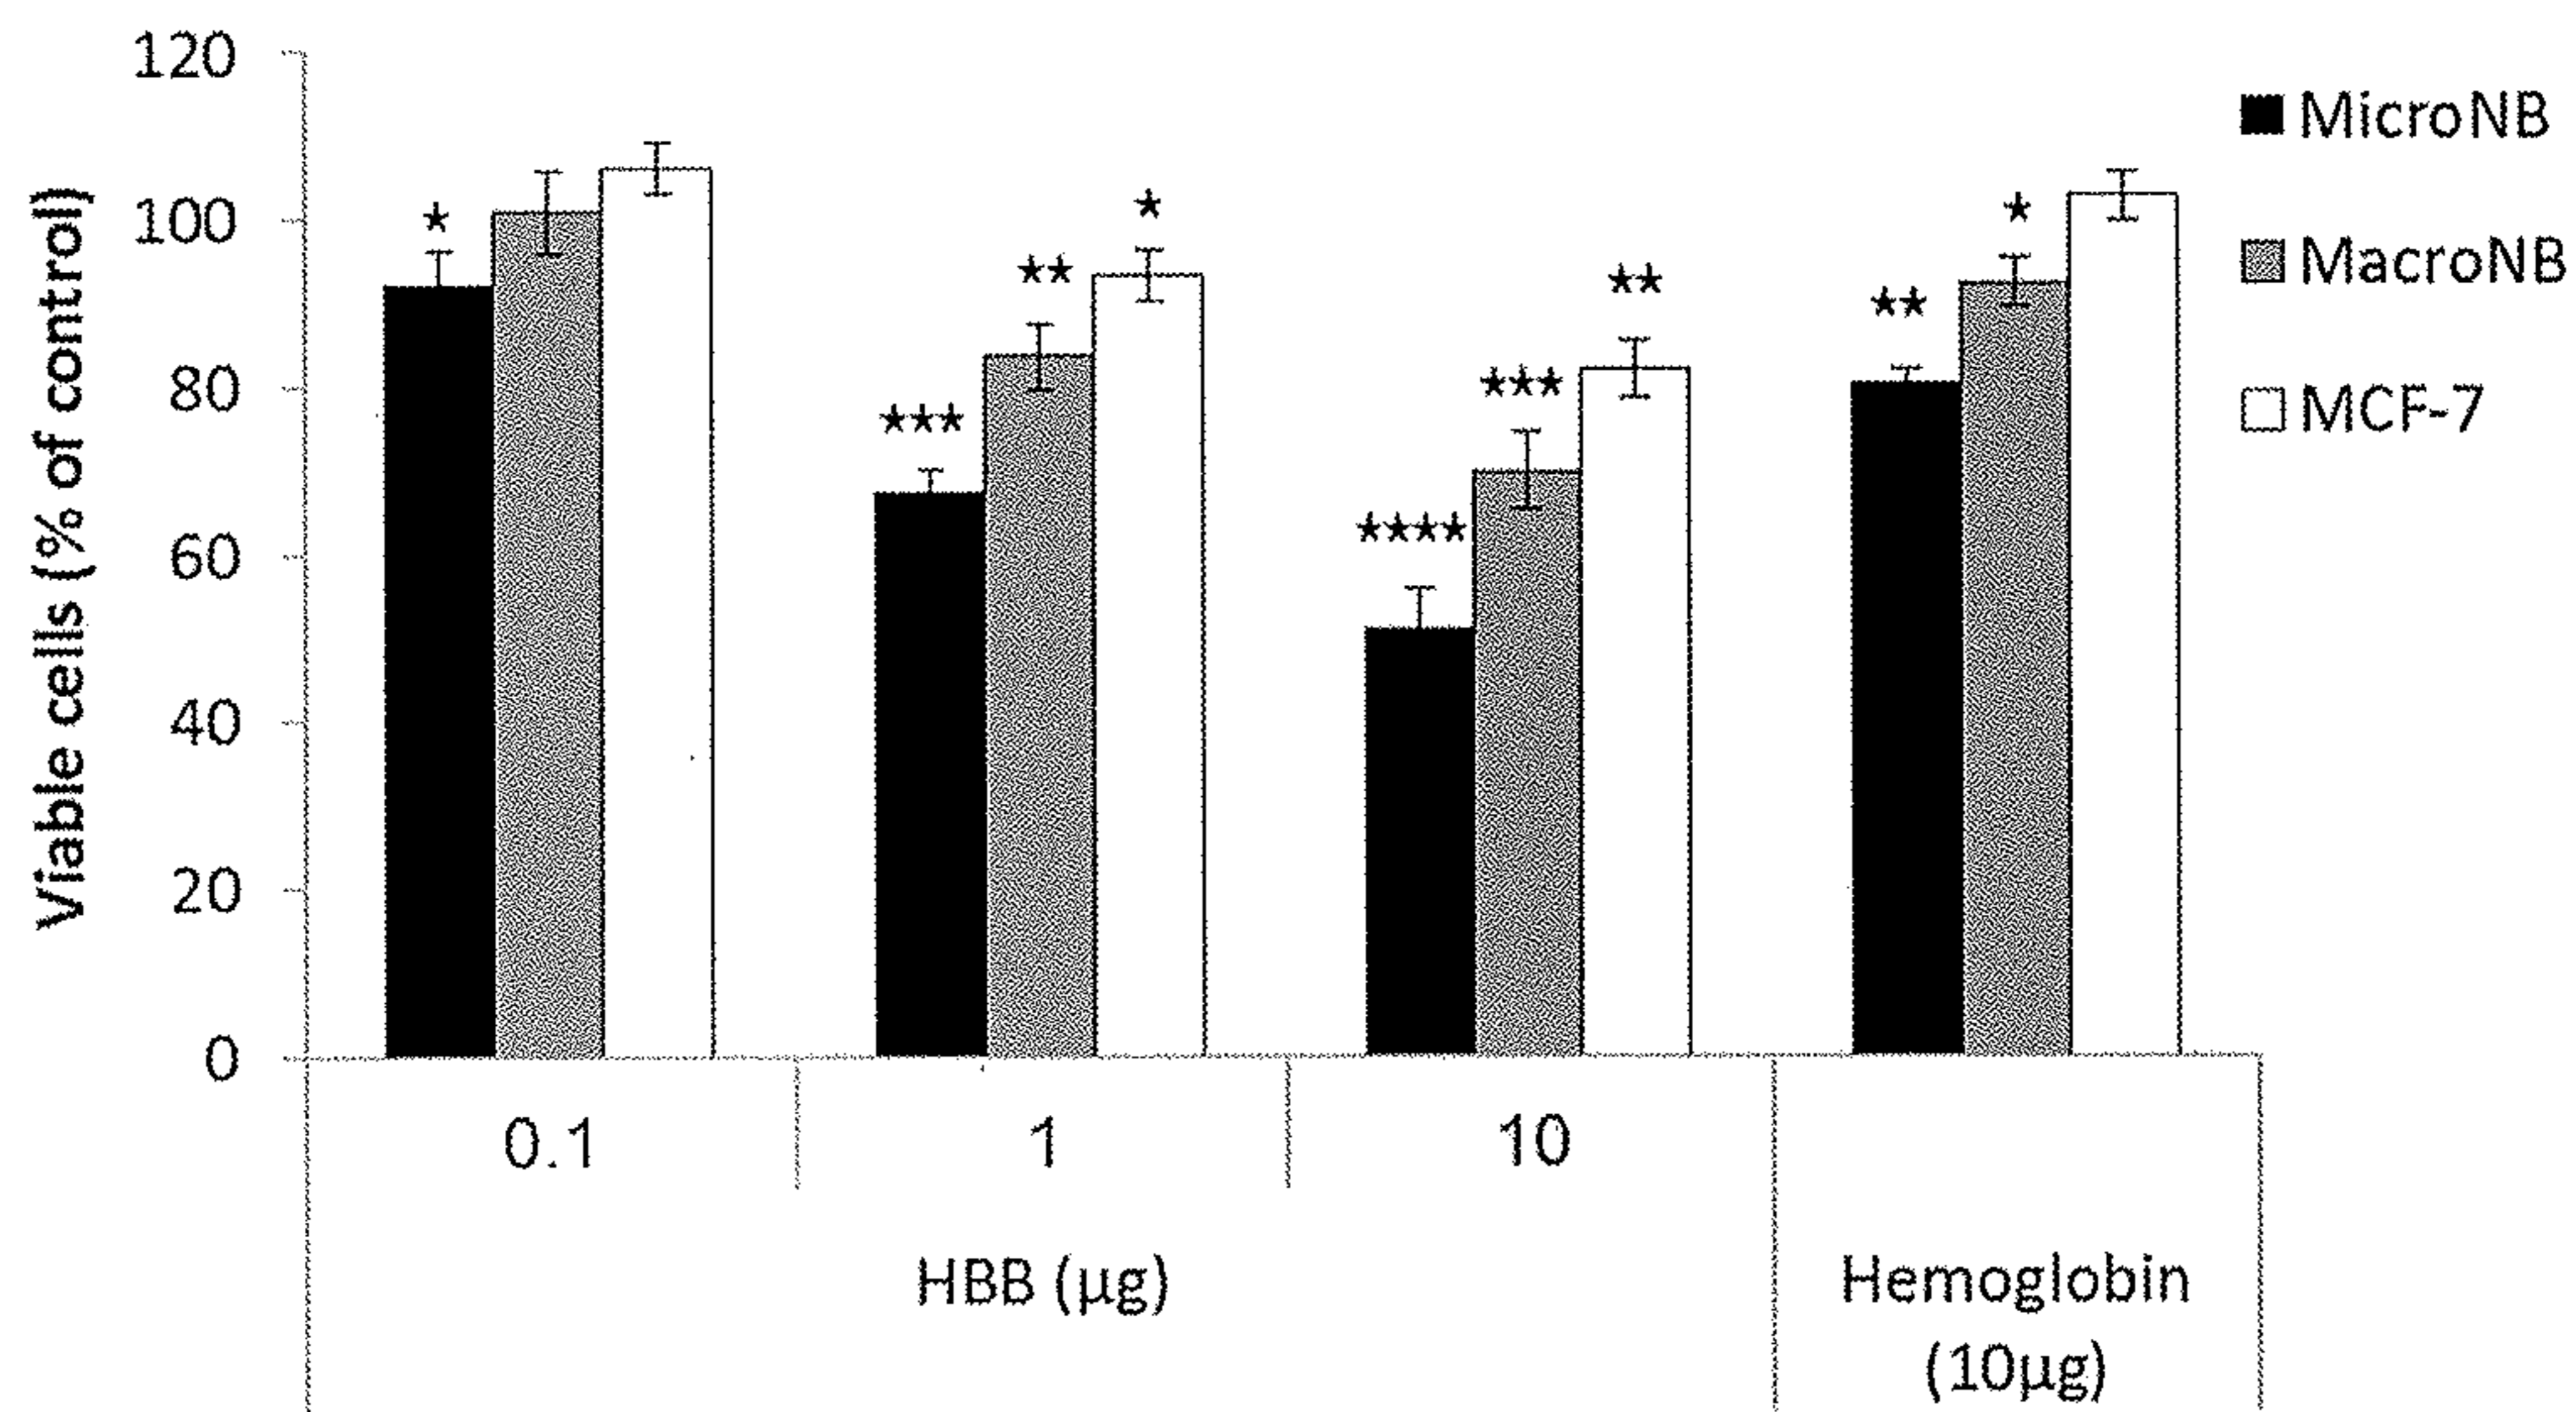 Viable cells (% of control)
120
100
80
60
40
20
0
*
***
**
*
****
***
**
**
*
MicroNB
MacroNB
MCF-7
0.1
1
10
HBB (µg)
Hemoglobin
(10µg)